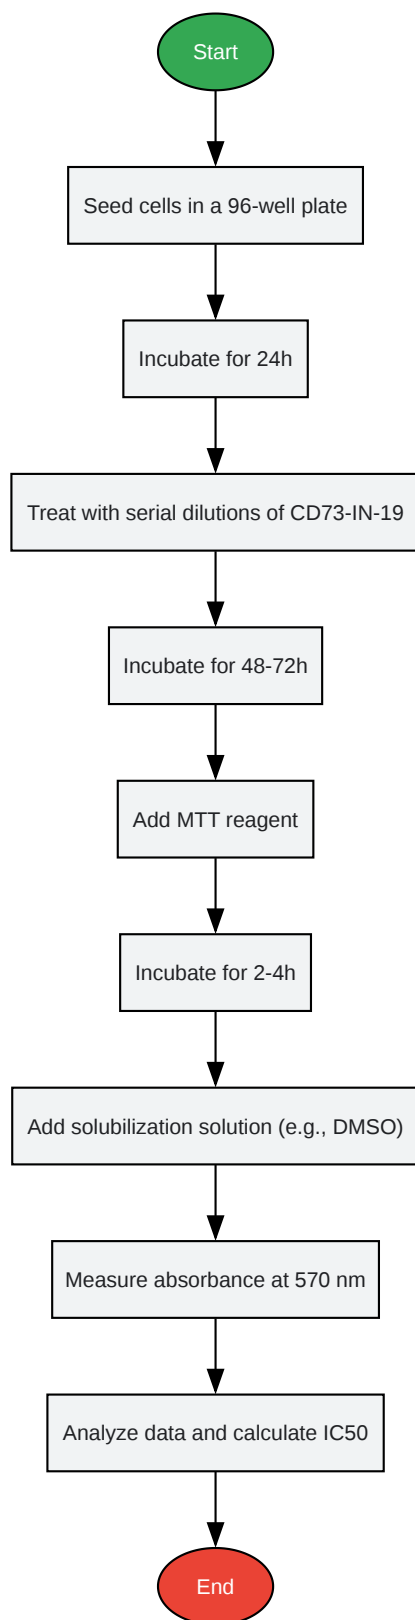 Start
Seed cells in a 96-well plate
Incubate for 24h
Treat with serial dilutions of CD73-IN-19
Incubate for 48-72h
Add MTT reagent
Incubate for 2-4h
Add solubilization solution (e.g., DMSO)
Measure absorbance at 570 nm
Analyze data and calculate IC50
End